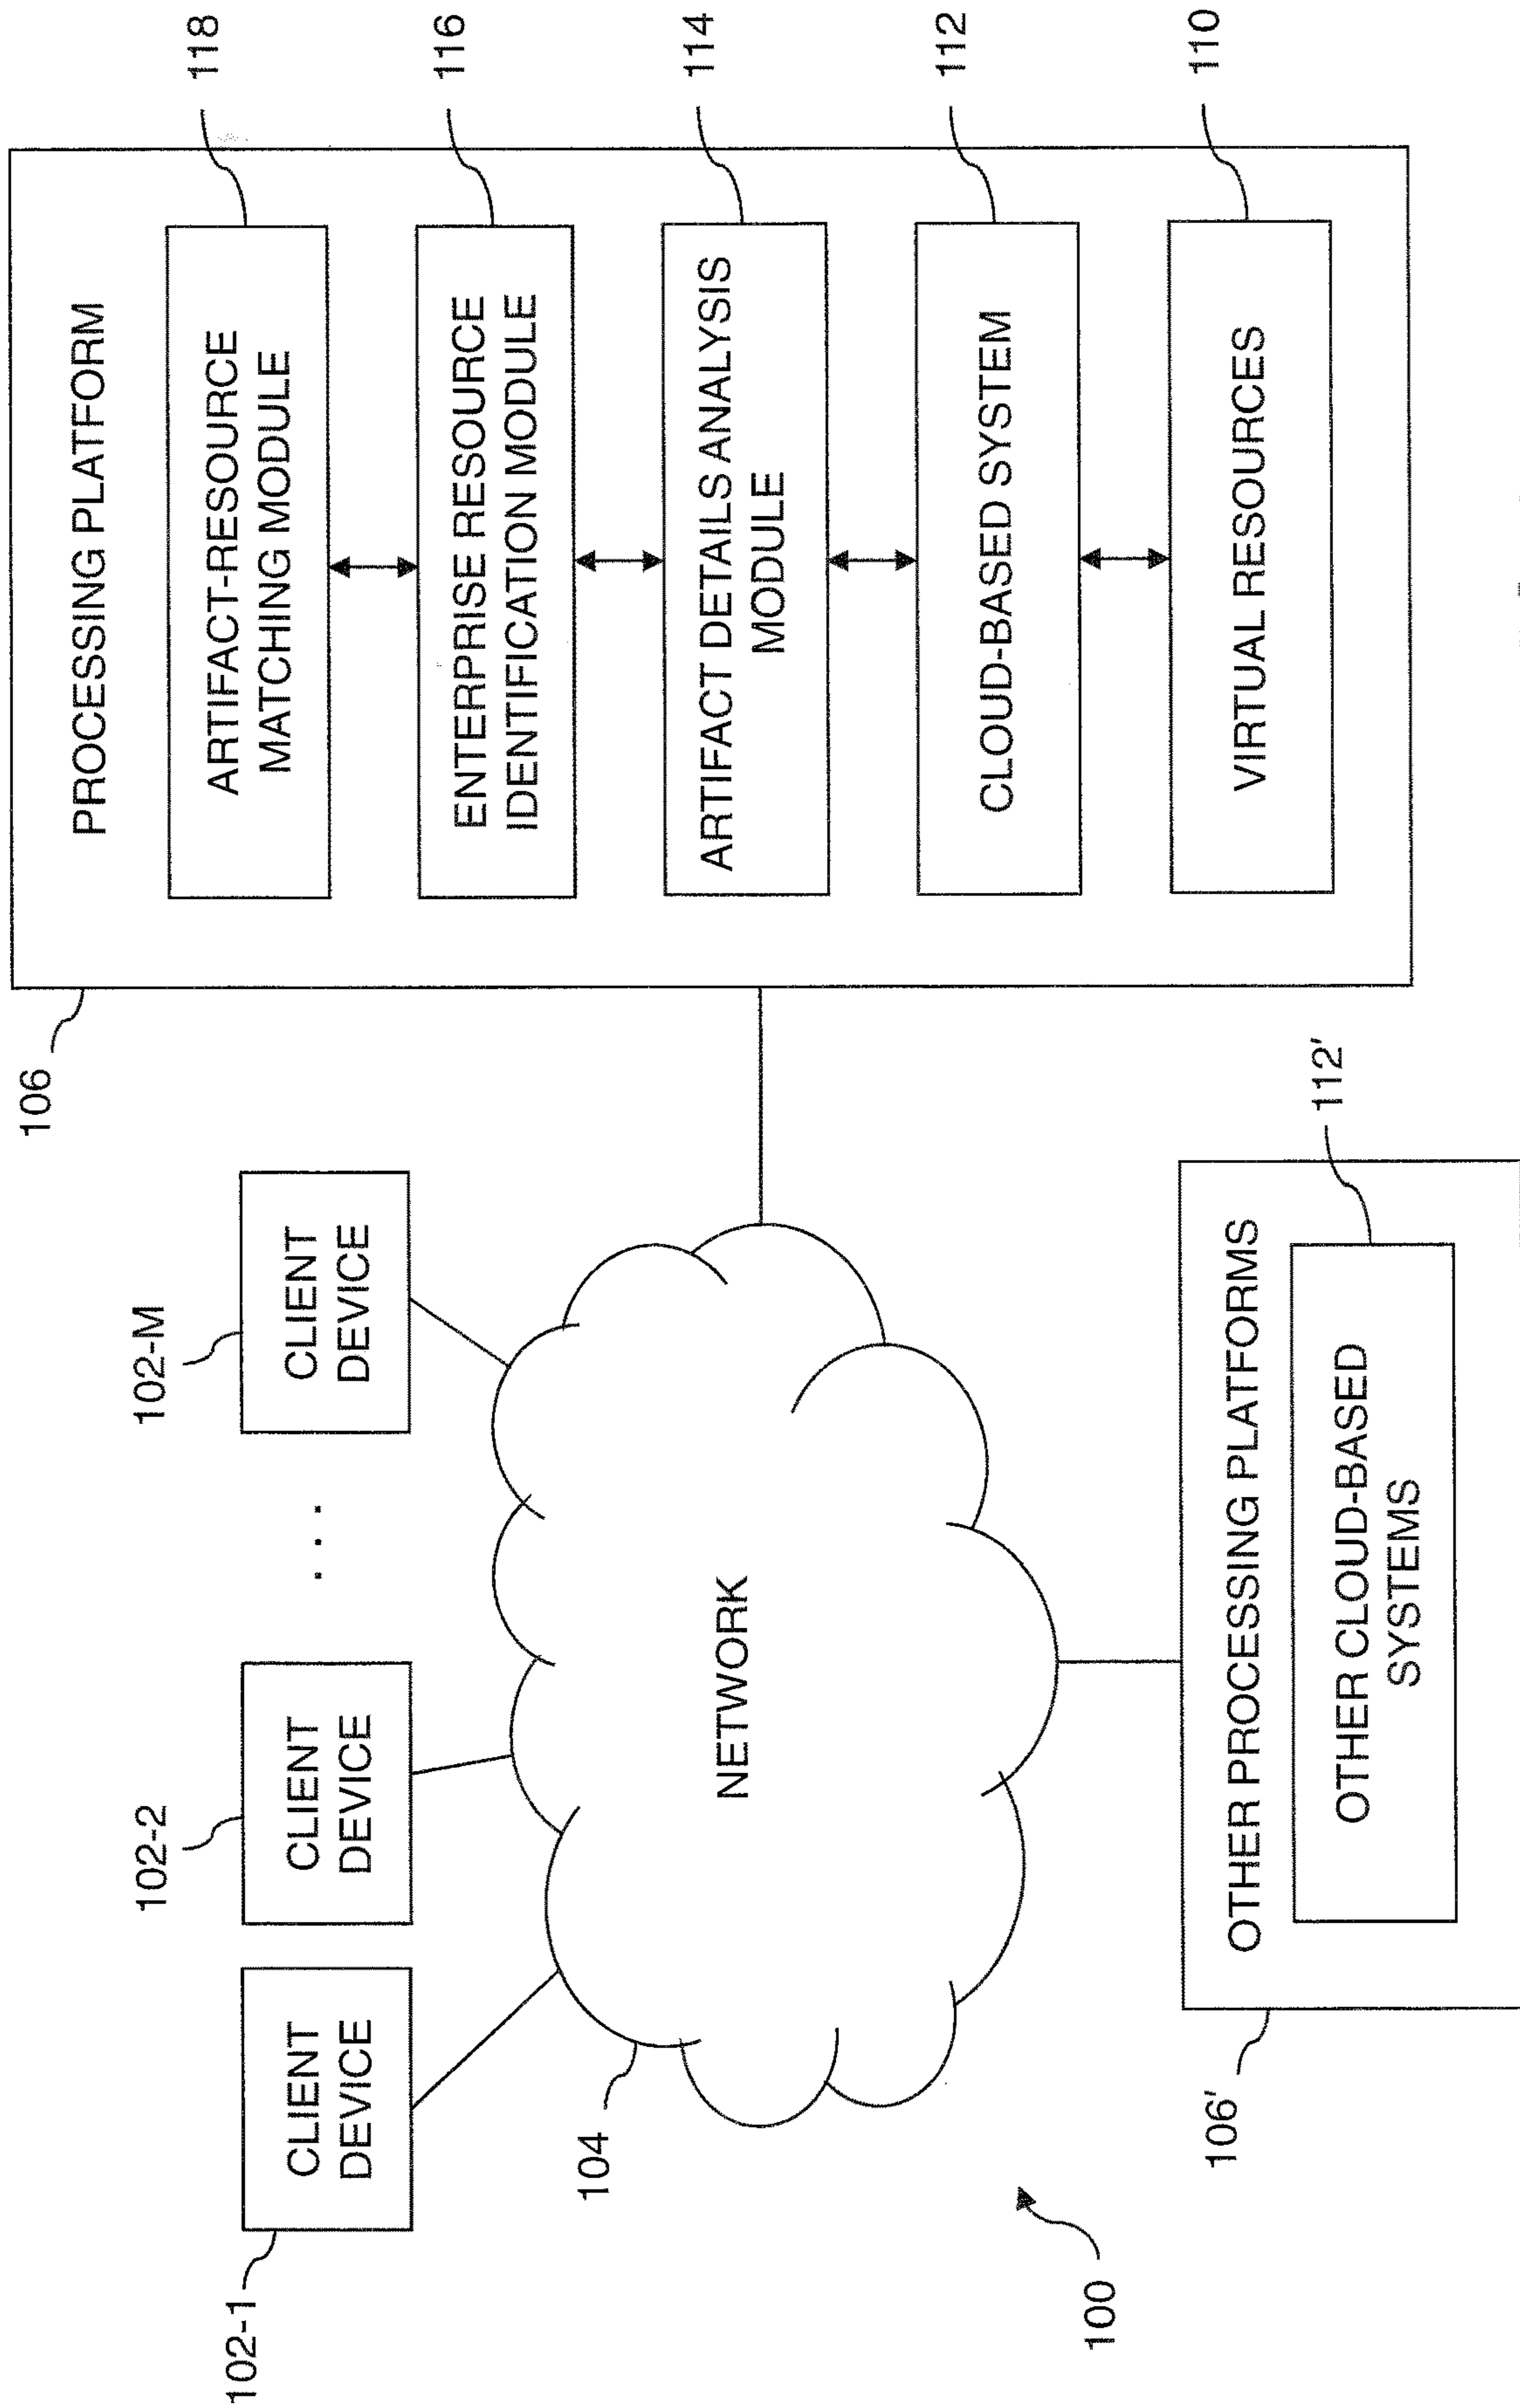 102-1
CLIENT
DEVICE
102-2
CLIENT
DEVICE
. . .
102-M
CLIENT
DEVICE
104
NETWORK
100
106
PROCESSING PLATFORM
ARTIFACT-RESOURCE
MATCHING MODULE
118
ENTERPRISE RESOURCE
IDENTIFICATION MODULE
116
ARTIFACT DETAILS ANALYSIS
MODULE
114
CLOUD-BASED SYSTEM
112
VIRTUAL RESOURCES
110
106'
OTHER PROCESSING PLATFORMS
OTHER CLOUD-BASED
SYSTEMS
112'